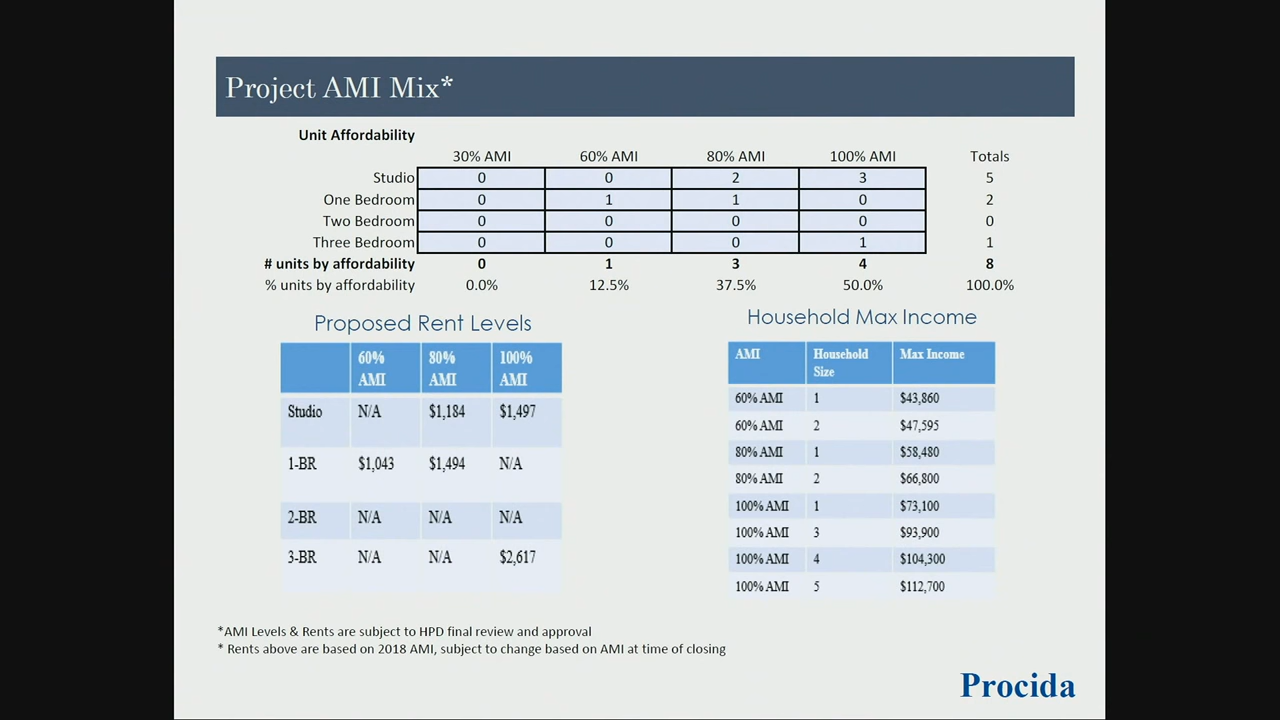 Project AMI Mix*
Unit Affordability
30% AMI 60% AMI 80% AMI 100% AMI Totals
Studio 0 0 2 3 5
One Bedroom 0 1 1 0 2
Two Bedroom 0 0 0 0 0
Three Bedroom 0 0 0 1 1
# units by affordability 0 1 3 4 8
% units by affordability 0.0% 12.5% 37.5% 50.0% 100.0%
Proposed Rent Levels
60% AMI 80% AMI 100% AMI
Studio N/A $1,184 $1,497
1-BR $1,043 $1,494 N/A
2-BR N/A N/A N/A
3-BR N/A N/A $2,617
Household Max Income
AMI Household Size Max Income
60% AMI 1 $43,860
60% AMI 2 $47,595
80% AMI 1 $58,480
80% AMI 2 $66,800
100% AMI 1 $73,100
100% AMI 3 $93,900
100% AMI 4 $104,300
100% AMI 5 $112,700
*AMI Levels & Rents are subject to HPD final review and approval
* Rents above are based on 2018 AMI, subject to change based on AMI at time of closing
Procida